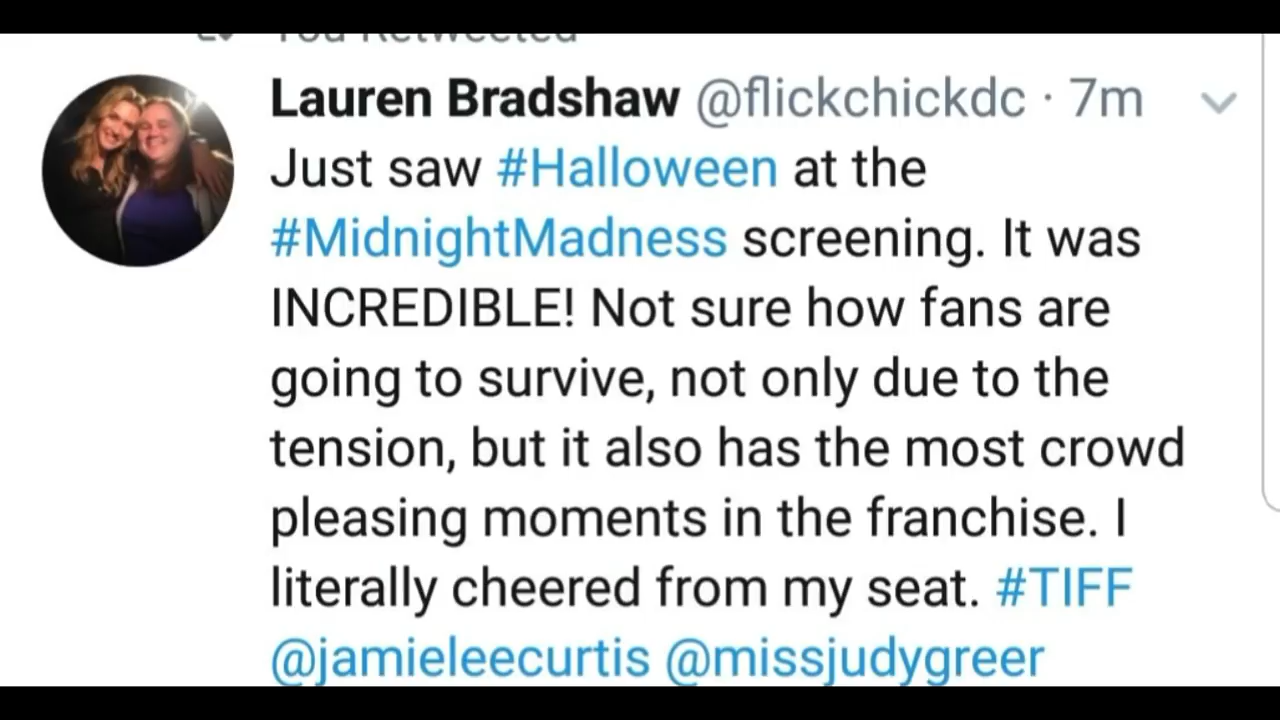 You Retweeted
Lauren Bradshaw @flickchickdc · 7m
Just saw #Halloween at the
#MidnightMadness screening. It was
INCREDIBLE! Not sure how fans are
going to survive, not only due to the
tension, but it also has the most crowd
pleasing moments in the franchise. I
literally cheered from my seat. #TIFF
@jamieleecurtis @missjudygreer